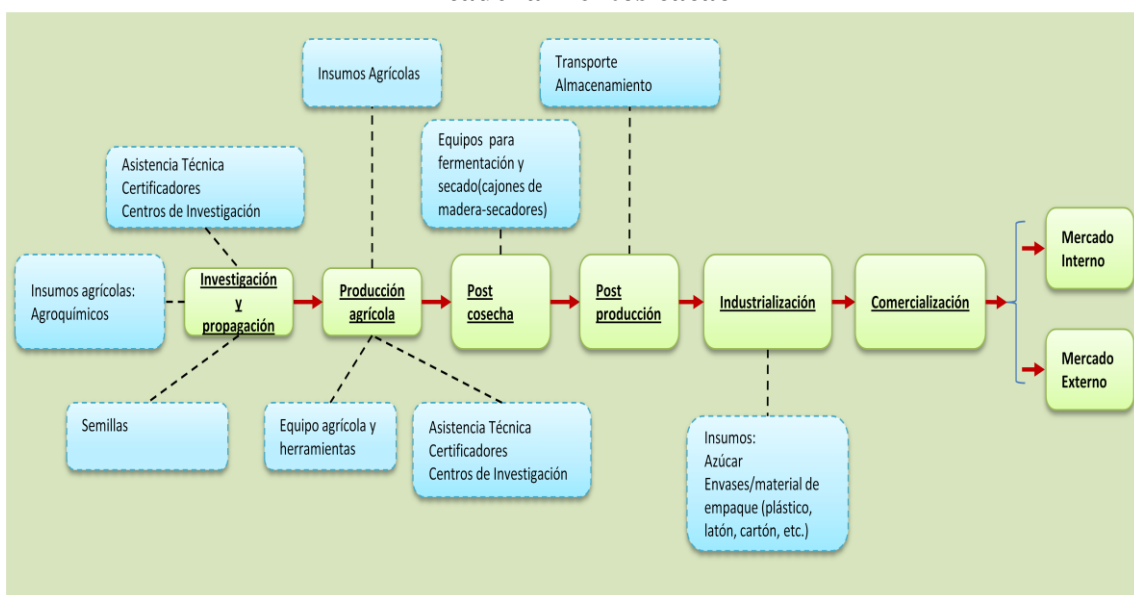 Insumos Agrícolas
Transporte
Almacenamiento
Equipos para
fermentación y
secado(cajones de
madera-secadores)
Asistencia Técnica
Certificadores
Centros de Investigación
Insumos agrícolas:
Agroquímicos
Investigación
y
propagación
Producción
agrícola
Post
cosecha
Post
producción
Industrialización
Comercialización
Mercado
Interno
Mercado
Externo
Semillas
Equipo agrícola y
herramientas
Asistencia Técnica
Certificadores
Centros de Investigación
Insumos:
Azúcar
Envases/material de
empaque (plástico,
latón, cartón, etc.)